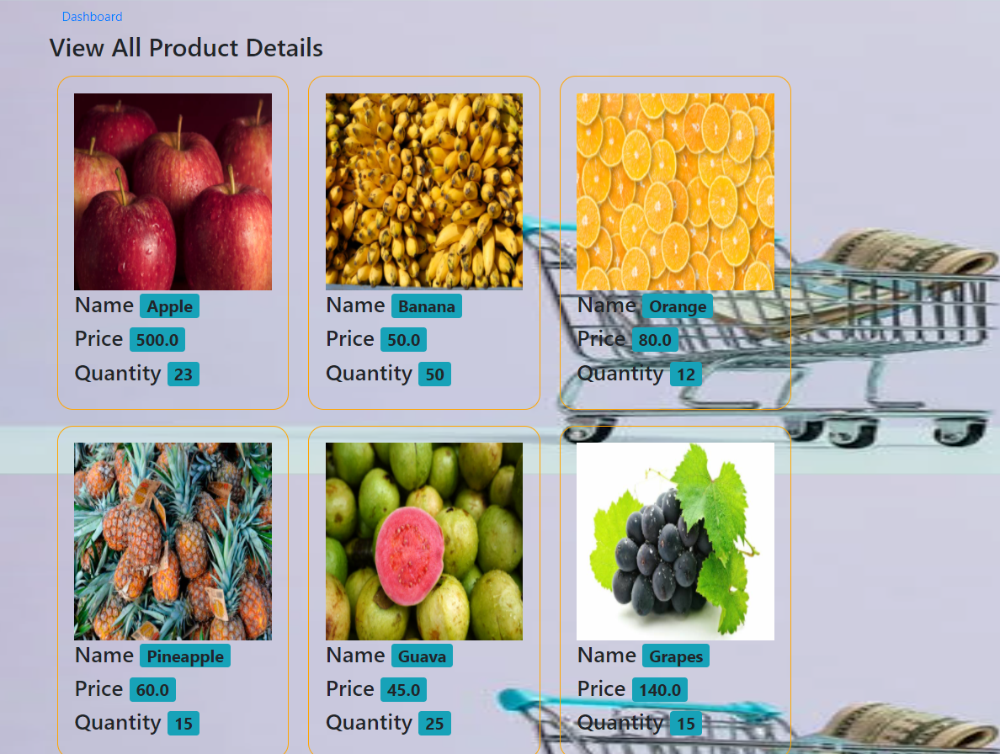 Dashboard
View All Product Details
Name Apple
Price 500.0
Quantity 23
Name Banana
Price 50.0
Quantity 50
Name Orange
Price 80.0
Quantity 12
Name Pineapple
Price 60.0
Quantity 15
Name Guava
Price 45.0
Quantity 25
Name Grapes
Price 140.0
Quantity 15